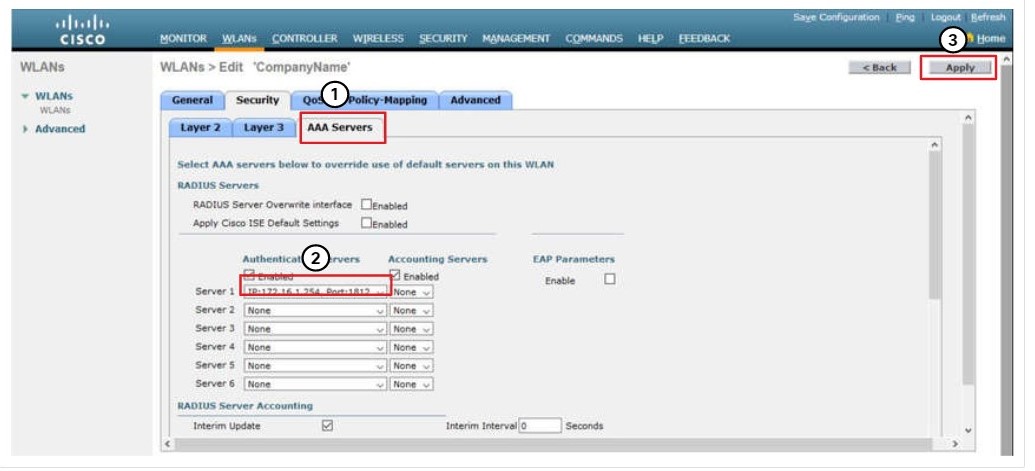 Save Configuration | Ping | Logout | Refresh
CISCO MONITOR WLANs CONTROLLER WIRELESS SECURITY MANAGEMENT COMMANDS HELP FEEDBACK Home
3
WLANs WLANs > Edit 'CompanyName' < Back Apply
WLANs
WLANs
Advanced
1
General Security QoS Policy-Mapping Advanced
Layer 2 Layer 3 AAA Servers
Select AAA servers below to override use of default servers on this WLAN
RADIUS Servers
RADIUS Server Overwrite interface Enabled
Apply Cisco ISE Default Settings Enabled
2
Servers Accounting Servers EAP Parameters
Enabled Enabled
Enable
Server 1 IP:172.16.1.254, Port:1812 None
Server 2 None None
Server 3 None None
Server 4 None None
Server 5 None None
Server 6 None None
RADIUS Server Accounting
Interim Update Interim Interval 0 Seconds